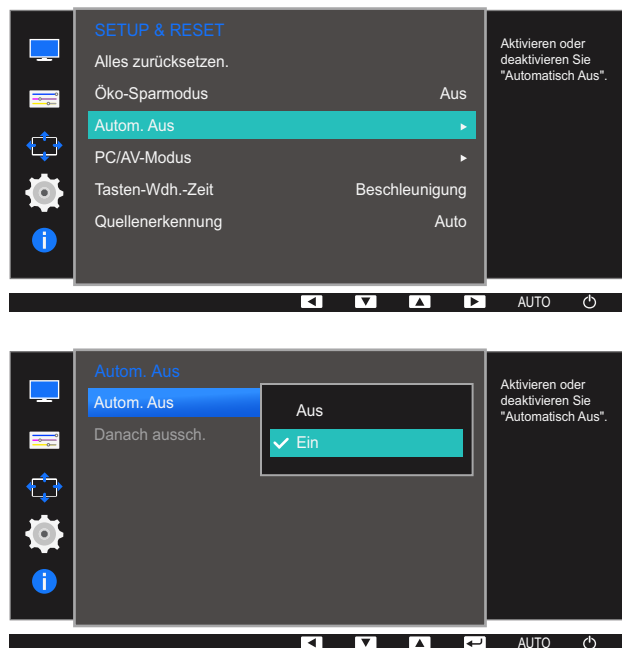 SETUP & RESET
Alles zurücksetzen.
Öko-Sparmodus Aus
Autom. Aus
PC/AV-Modus
Tasten-Wdh.-Zeit Beschleunigung
Quellenerkennung Auto
Aktivieren oder
deaktivieren Sie
"Automatisch Aus".
AUTO
Autom. Aus
Autom. Aus
Danach aussch.
Aus
Ein
Aktivieren oder
deaktivieren Sie
"Automatisch Aus".
AUTO